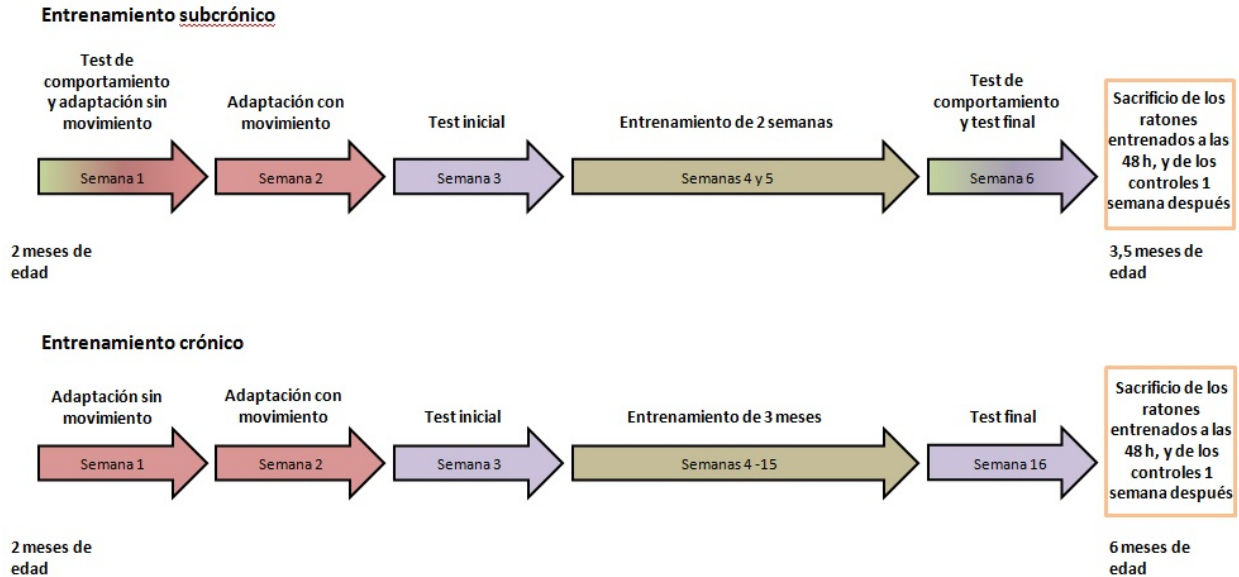 Entrenamiento subcrónico
Test de
comportamiento
y adaptación sin
movimiento
Adaptación con
movimiento
Test inicial
Entrenamiento de 2 semanas
Test de
comportamiento
y test final
Semana 1
Semana 2
Semana 3
Semanas 4 y 5
Semana 6
Sacrificio de los
ratones
entrenados a las
48 h, y de los
controles 1
semana después
2 meses de
edad
3,5 meses de
edad
Entrenamiento crónico
Adaptación sin
movimiento
Adaptación con
movimiento
Test inicial
Entrenamiento de 3 meses
Test final
Semana 1
Semana 2
Semana 3
Semanas 4 -15
Semana 16
Sacrificio de los
ratones
entrenados a las
48 h, y de los
controles 1
semana después
2 meses de
edad
6 meses de
edad